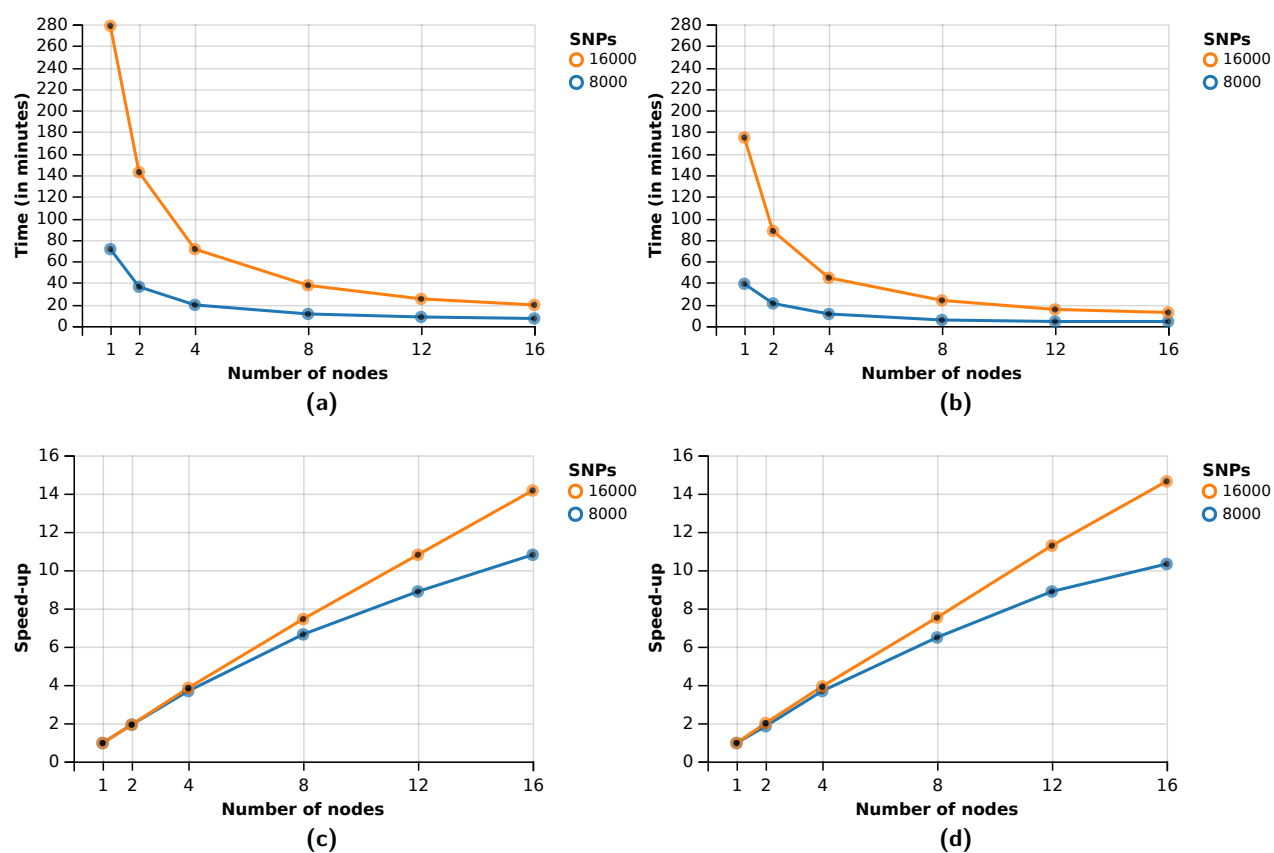 280
260
240
220
200
180
160
140
120
100
80
60
40
20
0
Time (in minutes)
1 2 4 8 12 16
Number of nodes
SNPs
16000
8000
(a)
280
260
240
220
200
180
160
140
120
100
80
60
40
20
0
Time (in minutes)
1 2 4 8 12 16
Number of nodes
SNPs
16000
8000
(b)
16
14
12
10
8
6
4
2
0
Speed-up
1 2 4 8 12 16
Number of nodes
SNPs
16000
8000
(c)
16
14
12
10
8
6
4
2
0
Speed-up
1 2 4 8 12 16
Number of nodes
SNPs
16000
8000
(d)